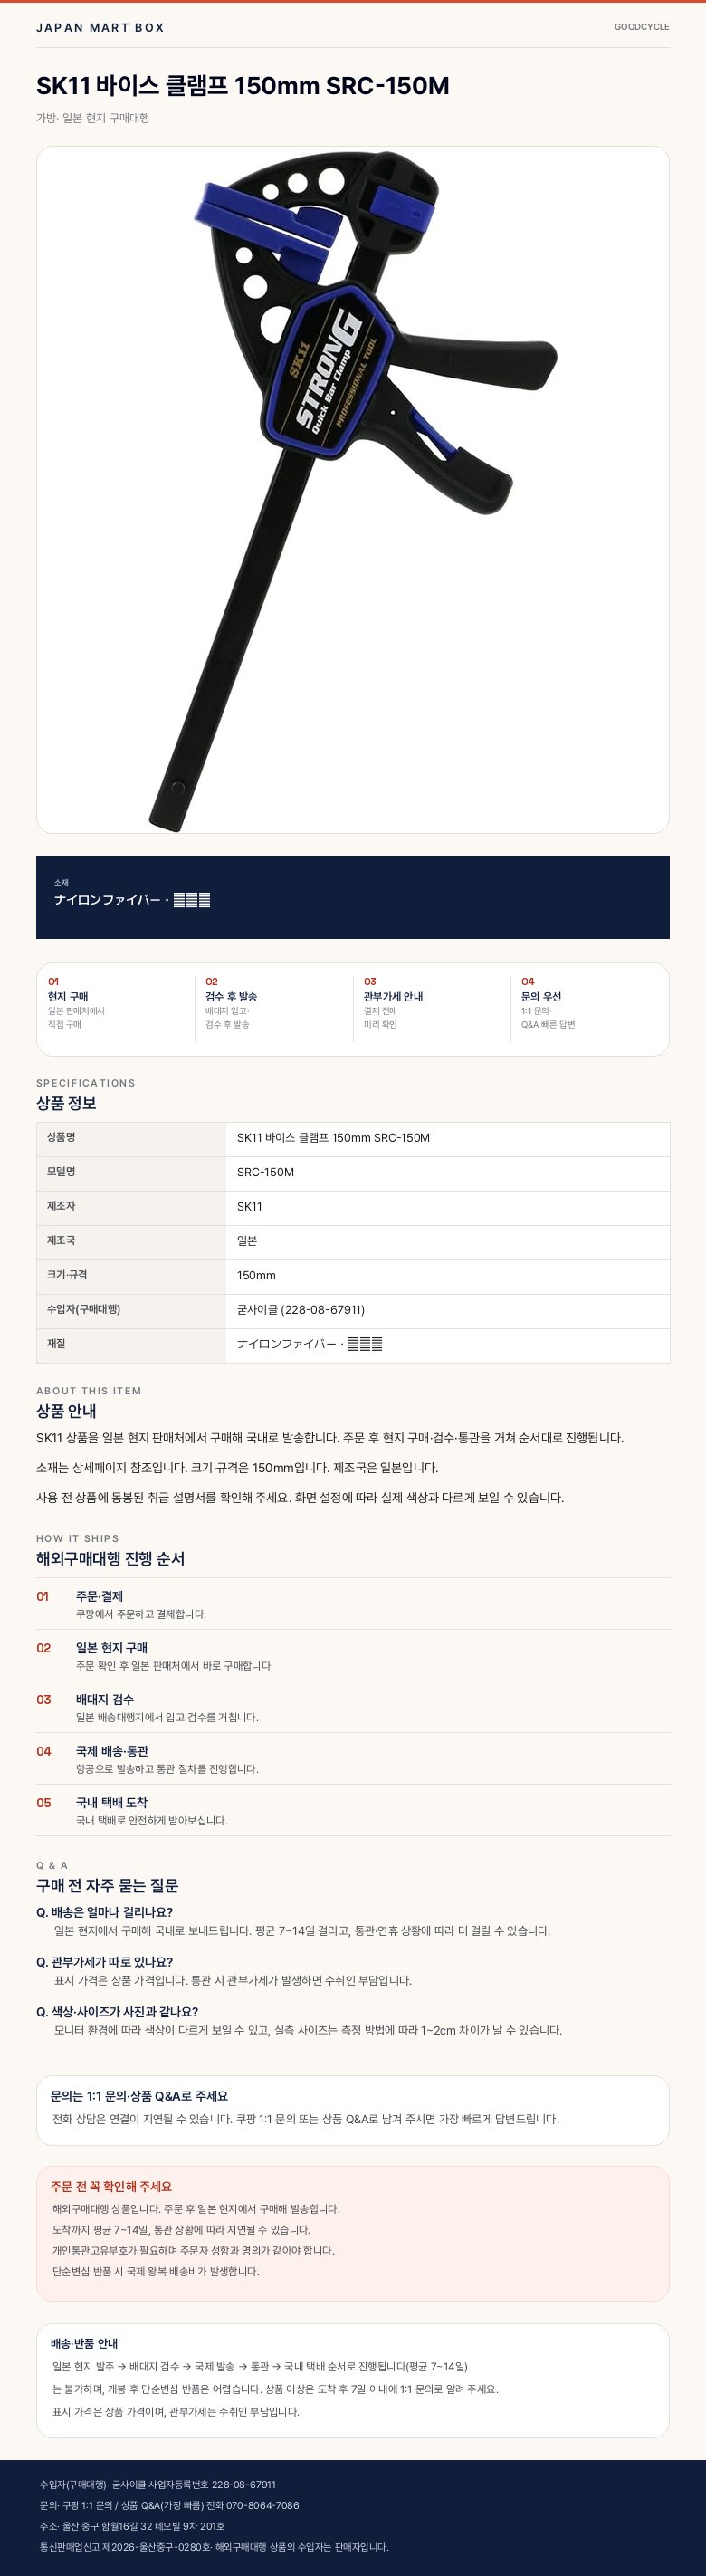 JAPAN MART BOX
GOODCYCLE
SK11 바이스 클램프 150mm SRC-150M
가방· 일본 현지 구매대행
SK11
STRONG
Quick Bar Clamp
PROFESSIONAL TOOL
소재
ナイロンファイバー・
01
현지 구매
일본 판매처에서
직접 구매
02
검수 후 발송
배대지 입고·
검수 후 발송
03
관부가세 안내
결제 전에
미리 확인
04
문의 우선
1:1 문의·
Q&A 빠른 답변
SPECIFICATIONS
상품 정보
상품명 SK11 바이스 클램프 150mm SRC-150M
모델명 SRC-150M
제조자 SK11
제조국 일본
크기·규격 150mm
수입자(구매대행) 굳사이클 (228-08-67911)
재질 ナイロンファイバー・
ABOUT THIS ITEM
상품 안내
SK11 상품을 일본 현지 판매처에서 구매해 국내로 발송합니다. 주문 후 현지 구매·검수·통관을 거쳐 순서대로 진행됩니다.
소재는 상세페이지 참조입니다. 크기·규격은 150mm입니다. 제조국은 일본입니다.
사용 전 상품에 동봉된 취급 설명서를 확인해 주세요. 화면 설정에 따라 실제 색상과 다르게 보일 수 있습니다.
HOW IT SHIPS
해외구매대행 진행 순서
01 주문·결제
쿠팡에서 주문하고 결제합니다.
02 일본 현지 구매
주문 확인 후 일본 판매처에서 바로 구매합니다.
03 배대지 검수
일본 배송대행지에서 입고·검수를 거칩니다.
04 국제 배송·통관
항공으로 발송하고 통관 절차를 진행합니다.
05 국내 택배 도착
국내 택배로 안전하게 받아보십니다.
Q & A
구매 전 자주 묻는 질문
Q. 배송은 얼마나 걸리나요?
일본 현지에서 구매해 국내로 보내드립니다. 평균 7~14일 걸리고, 통관·연휴 상황에 따라 더 걸릴 수 있습니다.
Q. 관부가세가 따로 있나요?
표시 가격은 상품 가격입니다. 통관 시 관부가세가 발생하면 수취인 부담입니다.
Q. 색상·사이즈가 사진과 같나요?
모니터 환경에 따라 색상이 다르게 보일 수 있고, 실측 사이즈는 측정 방법에 따라 1~2cm 차이가 날 수 있습니다.
문의는 1:1 문의·상품 Q&A로 주세요
전화 상담은 연결이 지연될 수 있습니다. 쿠팡 1:1 문의 또는 상품 Q&A로 남겨 주시면 가장 빠르게 답변드립니다.
주문 전 꼭 확인해 주세요
해외구매대행 상품입니다. 주문 후 일본 현지에서 구매해 발송합니다.
도착까지 평균 7~14일, 통관 상황에 따라 지연될 수 있습니다.
개인통관고유부호가 필요하며 주문자 성함과 명의가 같아야 합니다.
단순변심 반품 시 국제 왕복 배송비가 발생합니다.
배송·반품 안내
일본 현지 발주 → 배대지 검수 → 국제 발송 → 통관 → 국내 택배 순서로 진행됩니다(평균 7~14일).
는 불가하며, 개봉 후 단순변심 반품은 어렵습니다. 상품 이상은 도착 후 7일 이내에 1:1 문의로 알려 주세요.
표시 가격은 상품 가격이며, 관부가세는 수취인 부담입니다.
수입자(구매대행)· 굳사이클 사업자등록번호 228-08-67911
문의· 쿠팡 1:1 문의 / 상품 Q&A(가장 빠름) 전화 070-8064-7086
주소· 울산 중구 함월16길 32 네오빌 9차 201호
통신판매업신고 제2026-울산중구-0280호· 해외구매대행 상품의 수입자는 판매자입니다.